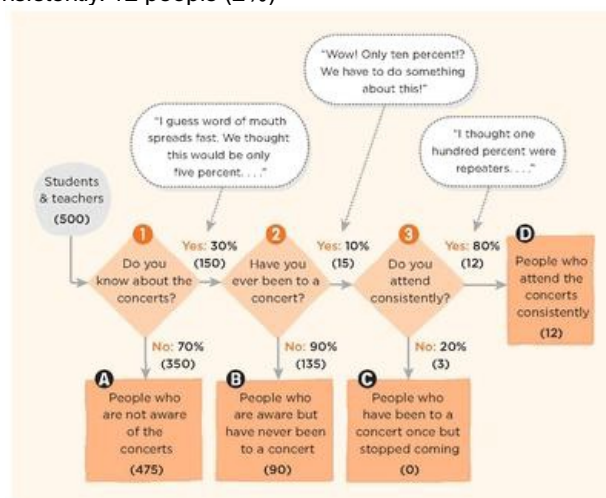 "Wow! Only ten percent!?
We have to do something
about this!"
"I guess word of mouth
spreads fast. We thought
this would be only
five percent. . . ."
"I thought one
hundred percent were
repeaters. . . ."
Students
& teachers
(500)
1
Yes: 30%
(150)
2
Yes: 10%
(15)
3
Yes: 80%
(12)
D
Do you
know about the
concerts?
Have you
ever been to a
concert?
Do you
attend
consistently?
People who
attend the
concerts
consistently
(12)
No: 70%
(350)
No: 90%
(135)
No: 20%
(3)
A
People who
are not aware
of the
concerts
(475)
B
People who
are aware but
have never been
to a concert
(90)
C
People who
have been to a
concert once but
stopped coming
(0)